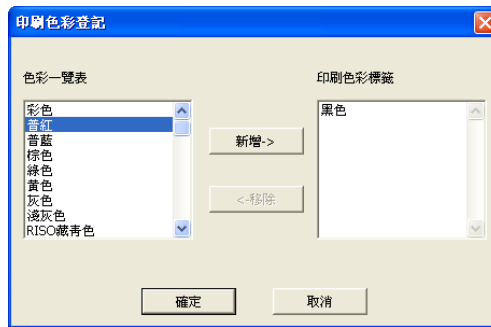 印刷色彩登記
色彩一覽表
印刷色彩標籤
彩色
普紅
普藍
棕色
綠色
黃色
灰色
淺灰色
RISO藏青色
新增->
<-移除
黑色
確定
取消